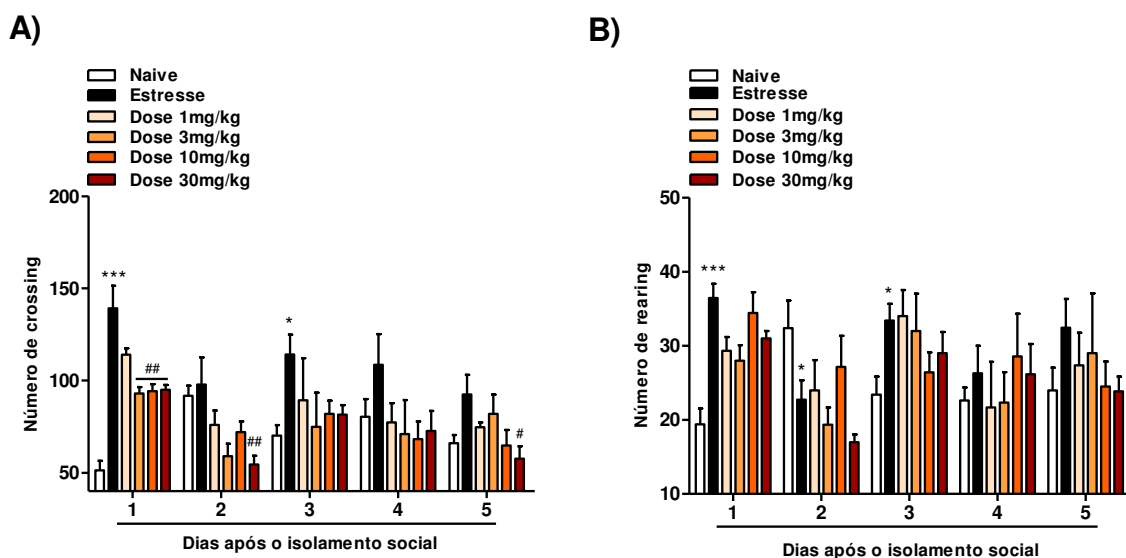 A)
Naive
Estresse
Dose 1mg/kg
Dose 3mg/kg
Dose 10mg/kg
Dose 30mg/kg
Número de crossing
200
150
100
50
***
##
##
*
#
1 2 3 4 5
Dias após o isolamento social
B)
Naive
Estresse
Dose 1mg/kg
Dose 3mg/kg
Dose 10mg/kg
Dose 30mg/kg
Número de rearing
50
40
30
20
10
***
*
*
1 2 3 4 5
Dias após o isolamento social